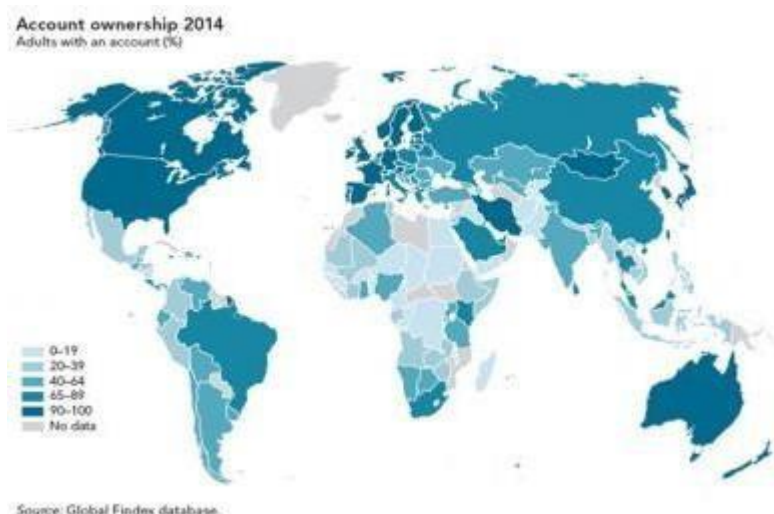 Account ownership 2014
Adults with an account (%)
0–19
20–39
40–64
65–89
90–100
No data
Source: Global Findex database.